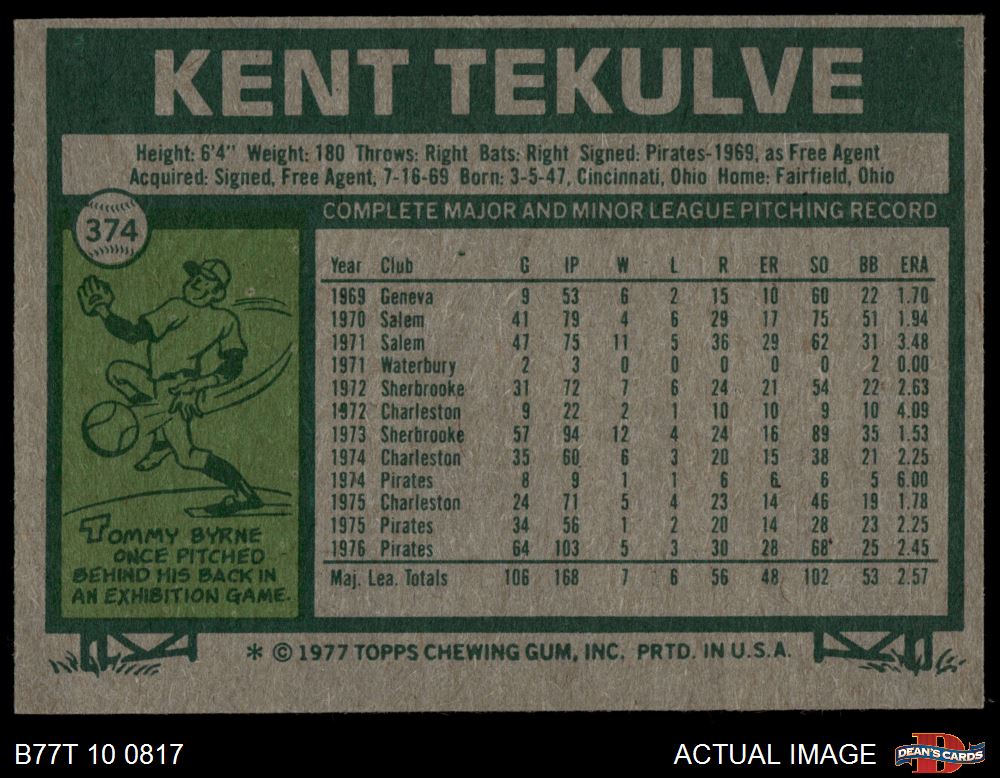 KENT TEKULVE
Height: 6'4" Weight: 180 Throws: Right Bats: Right Signed: Pirates-1969, as Free Agent
Acquired: Signed, Free Agent, 7-16-69 Born: 3-5-47, Cincinnati, Ohio Home: Fairfield, Ohio
374
COMPLETE MAJOR AND MINOR LEAGUE PITCHING RECORD
Year Club G IP W L R ER SO BB ERA
1969 Geneva 9 53 6 2 15 10 60 22 1.70
1970 Salem 41 79 4 6 29 17 75 51 1.94
1971 Salem 47 75 11 5 36 29 62 31 3.48
1971 Waterbury 2 3 0 0 0 0 0 2 0.00
1972 Sherbrooke 31 72 7 6 24 21 54 22 2.63
1972 Charleston 9 22 2 1 10 10 9 10 4.09
1973 Sherbrooke 57 94 12 4 24 16 89 35 1.53
1974 Charleston 35 60 6 3 20 15 38 21 2.25
1974 Pirates 8 9 1 1 6 6 6 5 6.00
1975 Charleston 24 71 5 4 23 14 46 19 1.78
1975 Pirates 34 56 1 2 20 14 28 23 2.25
1976 Pirates 64 103 5 3 30 28 68 25 2.45
Maj. Lea. Totals 106 168 7 6 56 48 102 53 2.57
TOMMY BYRNE
ONCE PITCHED
BEHIND HIS BACK IN
AN EXHIBITION GAME.
* © 1977 TOPPS CHEWING GUM, INC. PRTD. IN U.S.A.
B77T 10 0817
ACTUAL IMAGE
DEAN'S CARDS